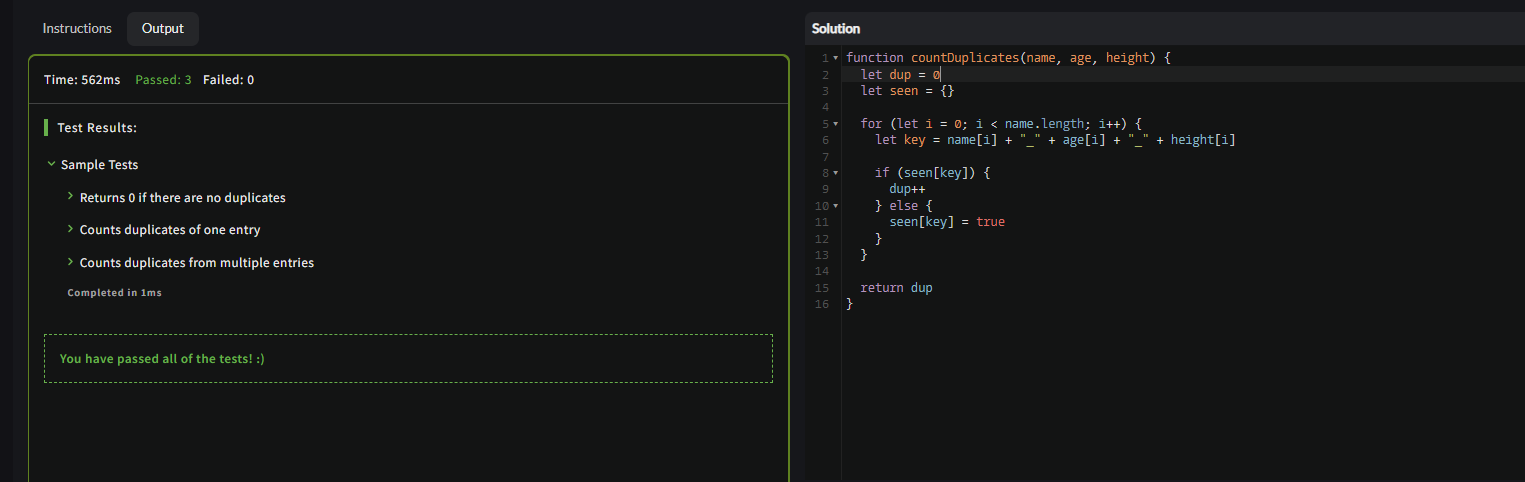 Instructions
Output
Time: 562ms Passed: 3 Failed: 0
Test Results:
Sample Tests
Returns 0 if there are no duplicates
Counts duplicates of one entry
Counts duplicates from multiple entries
Completed in 1ms
You have passed all of the tests! :)
Solution
1 function countDuplicates(name, age, height) {
2   let dup = 0
3   let seen = {}
4
5   for (let i = 0; i < name.length; i++) {
6     let key = name[i] + "_" + age[i] + "_" + height[i]
7
8     if (seen[key]) {
9       dup++
10     } else {
11       seen[key] = true
12     }
13   }
14
15   return dup
16 }